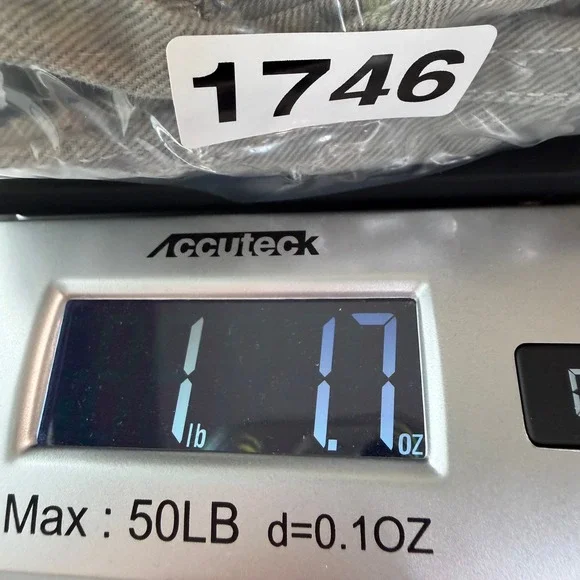 1746
Accuteck
1 lb 1.7 oz
Max : 50LB d=0.1OZ